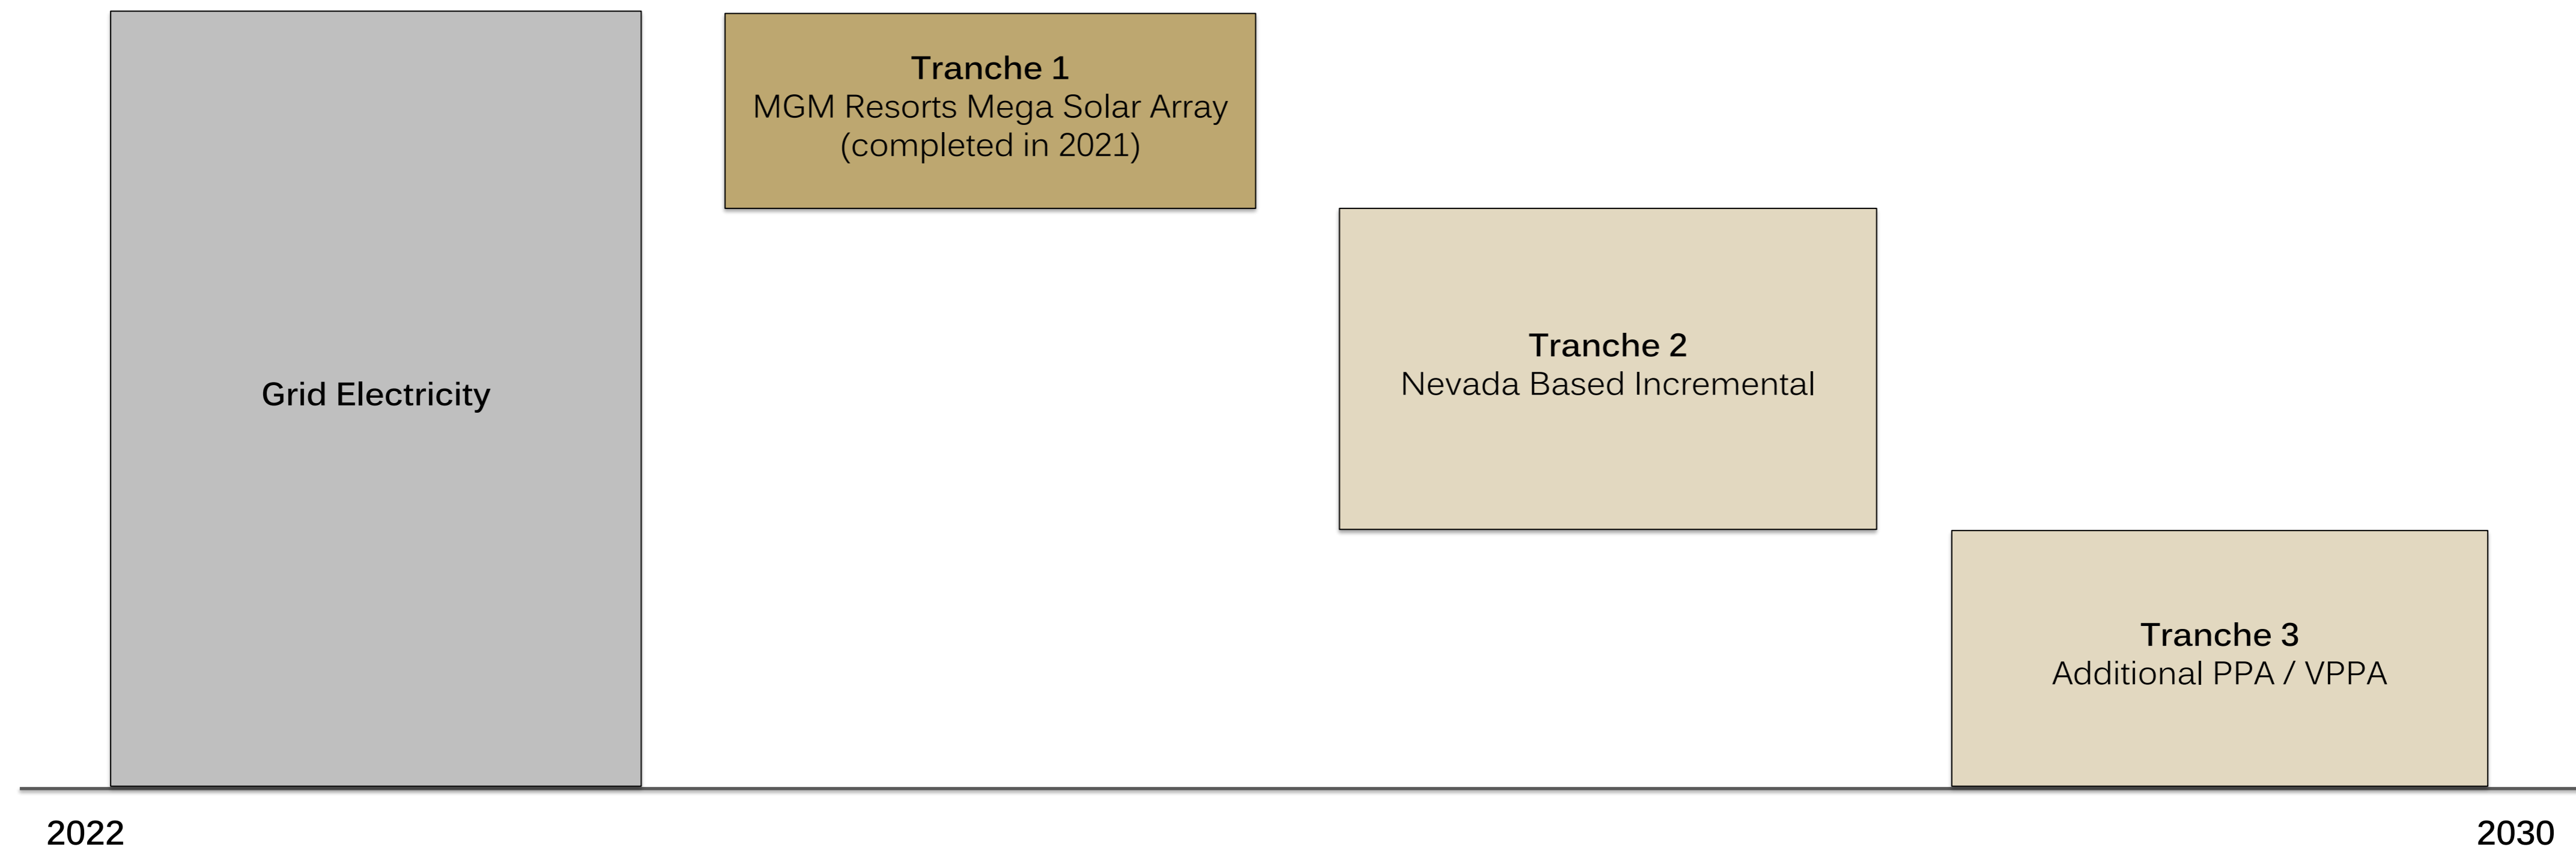 Grid Electricity
Tranche 1
MGM Resorts Mega Solar Array
(completed in 2021)
Tranche 2
Nevada Based Incremental
Tranche 3
Additional PPA / VPPA
2022
2030